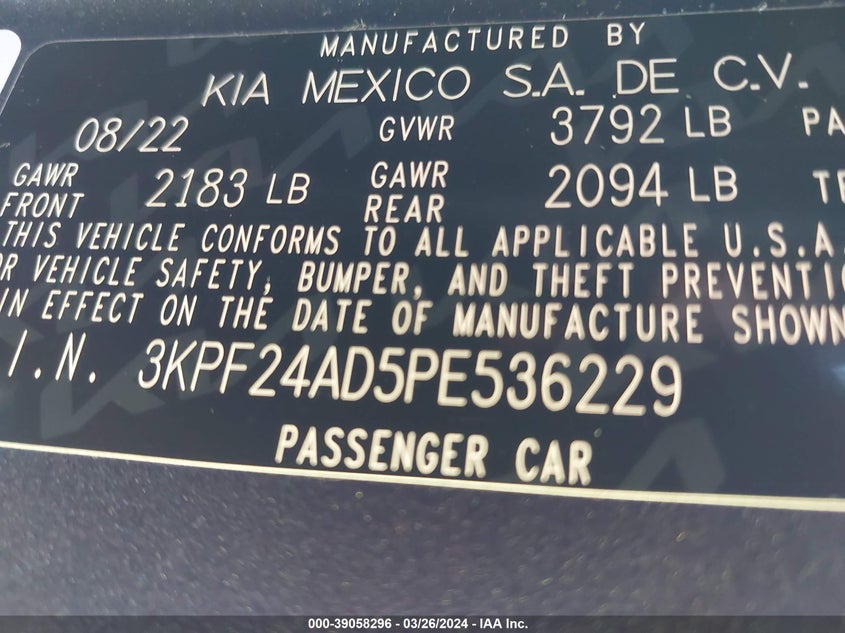 MANUFACTURED BY
KIA MEXICO S.A. DE C.V.
08/22 GVWR 3792 LB PA
GAWR FRONT 2183 LB GAWR REAR 2094 LB
THIS VEHICLE CONFORMS TO ALL APPLICABLE U.S.A.
OR VEHICLE SAFETY, BUMPER, AND THEFT PREVENTI
IN EFFECT ON THE DATE OF MANUFACTURE SHOWN
I.N. 3KPF24AD5PE536229
PASSENGER CAR
000-39058296 - 03/26/2024 - IAA Inc.